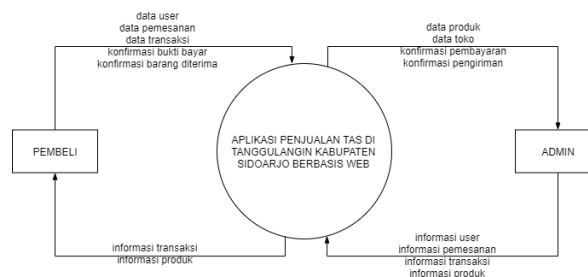 data user
data pemesanan
data transaksi
konfirmasi bukti bayar
konfirmasi barang diterima
data produk
data toko
konfirmasi pembayaran
konfirmasi pengiriman
PEMBELI
APLIKASI PENJUALAN TAS DI
TANGGULANGIN KABUPATEN
SIDOARJO BERBASIS WEB
ADMIN
informasi transaksi
informasi produk
informasi user
informasi pemesanan
informasi transaksi
informasi produk